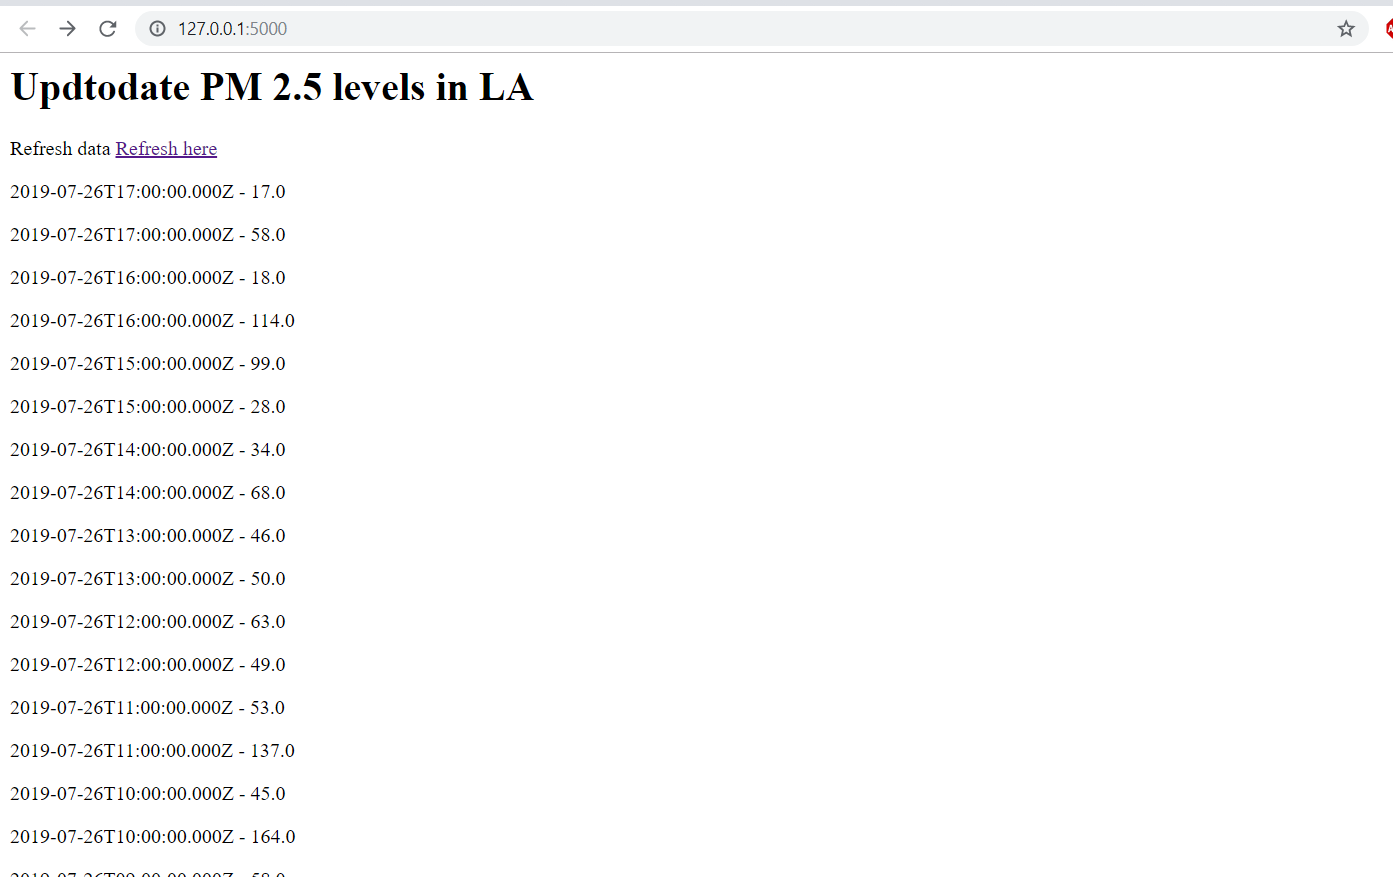 127.0.0.1:5000
Updtodate PM 2.5 levels in LA
Refresh data Refresh here
2019-07-26T17:00:00.000Z - 17.0
2019-07-26T17:00:00.000Z - 58.0
2019-07-26T16:00:00.000Z - 18.0
2019-07-26T16:00:00.000Z - 114.0
2019-07-26T15:00:00.000Z - 99.0
2019-07-26T15:00:00.000Z - 28.0
2019-07-26T14:00:00.000Z - 34.0
2019-07-26T14:00:00.000Z - 68.0
2019-07-26T13:00:00.000Z - 46.0
2019-07-26T13:00:00.000Z - 50.0
2019-07-26T12:00:00.000Z - 63.0
2019-07-26T12:00:00.000Z - 49.0
2019-07-26T11:00:00.000Z - 53.0
2019-07-26T11:00:00.000Z - 137.0
2019-07-26T10:00:00.000Z - 45.0
2019-07-26T10:00:00.000Z - 164.0